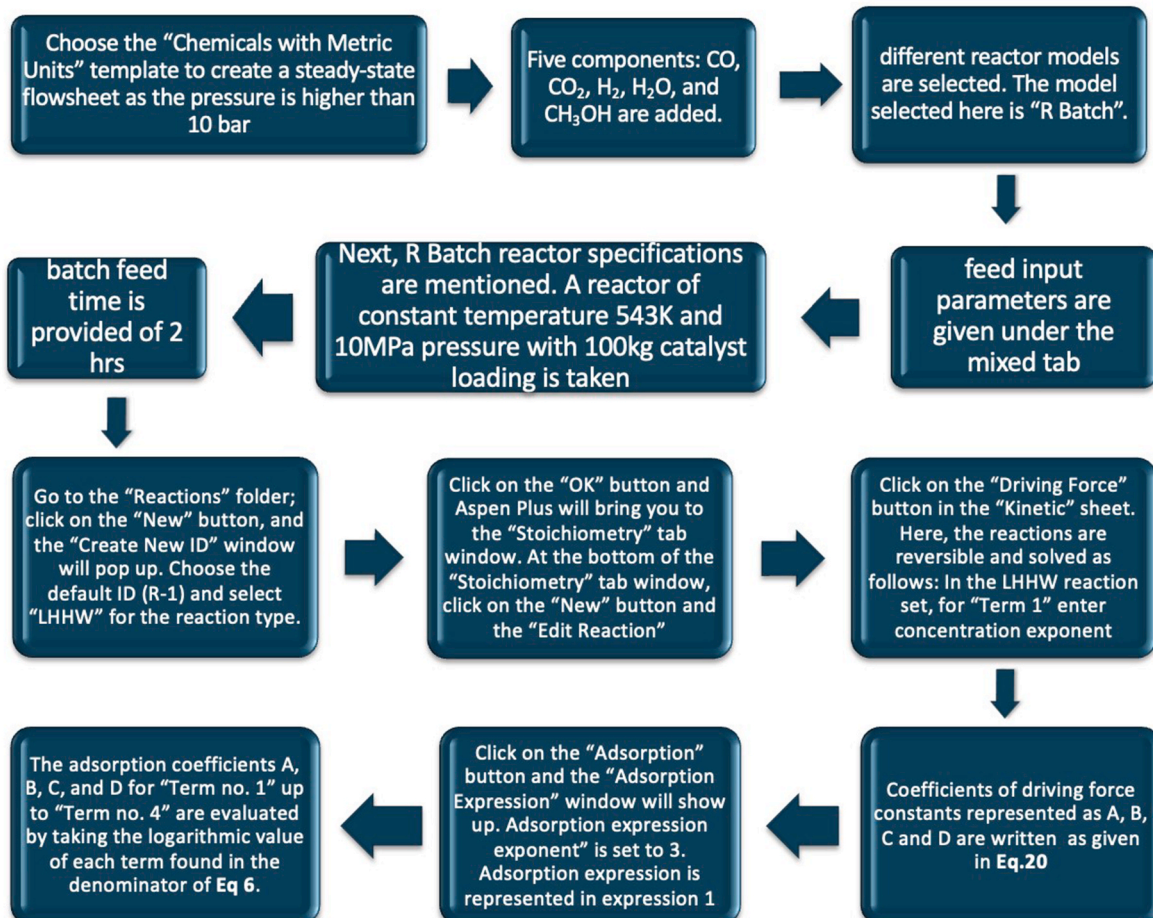 Choose the “Chemicals with Metric
Units” template to create a steady-state
flowsheet as the pressure is higher than
10 bar
Five components: CO,
CO₂, H₂, H₂O, and
CH₃OH are added.
different reactor models
are selected. The model
selected here is “R Batch”.
feed input
parameters are
given under the
mixed tab
Next, R Batch reactor specifications
are mentioned. A reactor of
constant temperature 543K and
10MPa pressure with 100kg catalyst
loading is taken
batch feed
time is
provided of 2
hrs
Go to the “Reactions” folder;
click on the “New” button, and
the “Create New ID” window
will pop up. Choose the
default ID (R-1) and select
“LHHW” for the reaction type.
Click on the “OK” button and
Aspen Plus will bring you to
the “Stoichiometry” tab
window. At the bottom of the
“Stoichiometry” tab window,
click on the “New” button and
the “Edit Reaction”
Click on the “Driving Force”
button in the “Kinetic” sheet.
Here, the reactions are
reversible and solved as
follows: In the LHHW reaction
set, for “Term 1” enter
concentration exponent
Coefficients of driving force
constants represented as A, B,
C and D are written as given
in Eq.20
Click on the “Adsorption”
button and the “Adsorption
Expression” window will show
up. Adsorption expression
exponent” is set to 3.
Adsorption expression is
represented in expression 1
The adsorption coefficients A,
B, C, and D for “Term no. 1” up
to “Term no. 4” are evaluated
by taking the logarithmic value
of each term found in the
denominator of Eq 6.